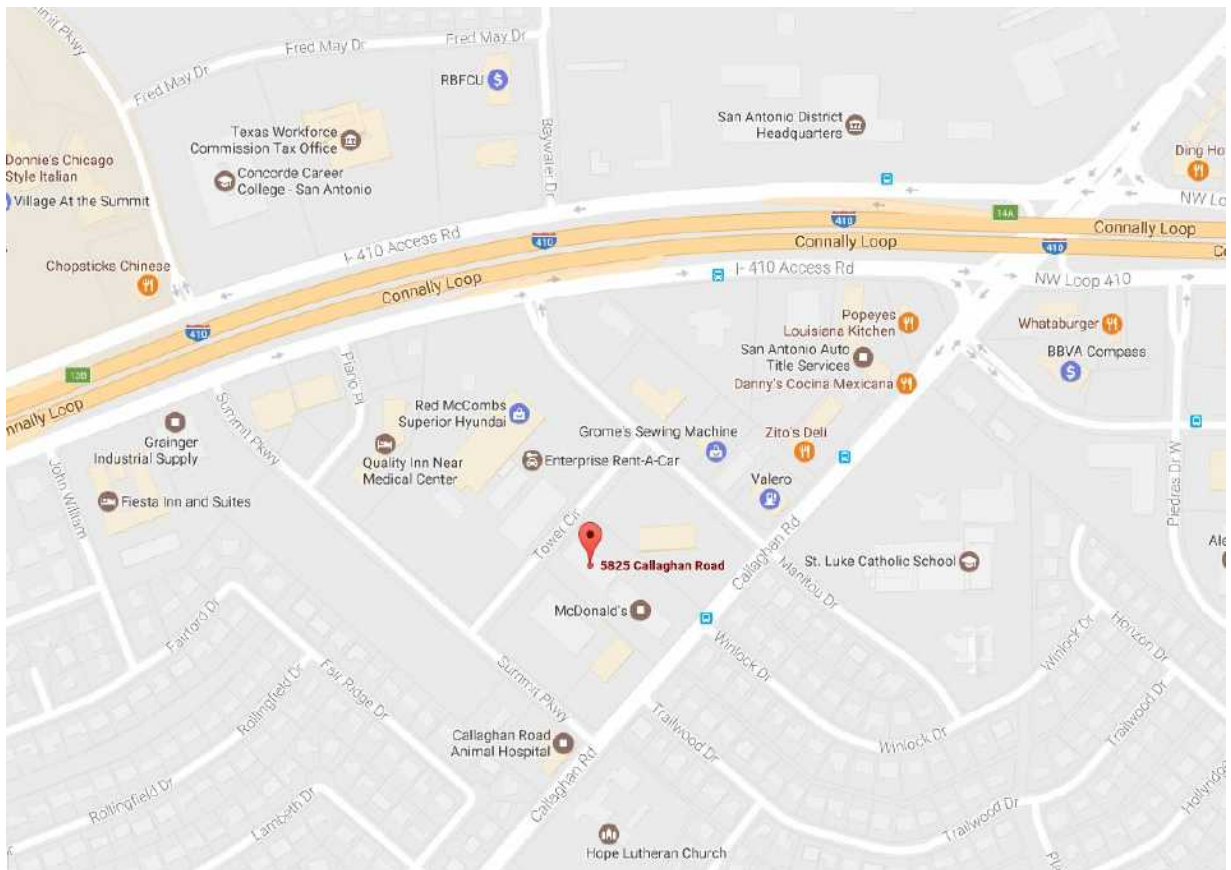 mmit Pkwy
Fred May Dr
Fred May Dr
Fred May Dr
RBFCU
Baywater Dr
San Antonio District
Headquarters
Texas Workforce
Commission Tax Office
Donnie's Chicago
Style Italian
Concorde Career
College - San Antonio
Village At the Summit
Ding Ho
NW Lo
14A
410
Connally Loop
I- 410 Access Rd
410
Connally Loop
410
Chopsticks Chinese
Connally Loop
I- 410 Access Rd
NW Loop 410
410
13B
Popeyes
Louisiana Kitchen
Whataburger
San Antonio Auto
Title Services
BBVA Compass
Danny's Cocina Mexicana
Plano Pl
Summit Pkwy
nnally Loop
Red McCombs
Superior Hyundai
Grome's Sewing Machine
Zito's Deli
Grainger
Industrial Supply
Quality Inn Near
Medical Center
Enterprise Rent-A-Car
Valero
John William
Fiesta Inn and Suites
Piedras Dr W
Tower Cir
Callaghan Rd
5825 Callaghan Road
Manitou Dr
St. Luke Catholic School
Ale
McDonald's
Fairford Dr
Winlock Dr
Winlock Dr
Horizon Dr
Rollingfield Dr
Fair Ridge Dr
Summit Pkwy
Trailwood Dr
Trailwood Dr
Winlock Dr
Callaghan Road
Animal Hospital
Hollyridge
Rollingfield Dr
Lambeth Dr
Callaghan Rd
Trailwood Dr
Hope Lutheran Church